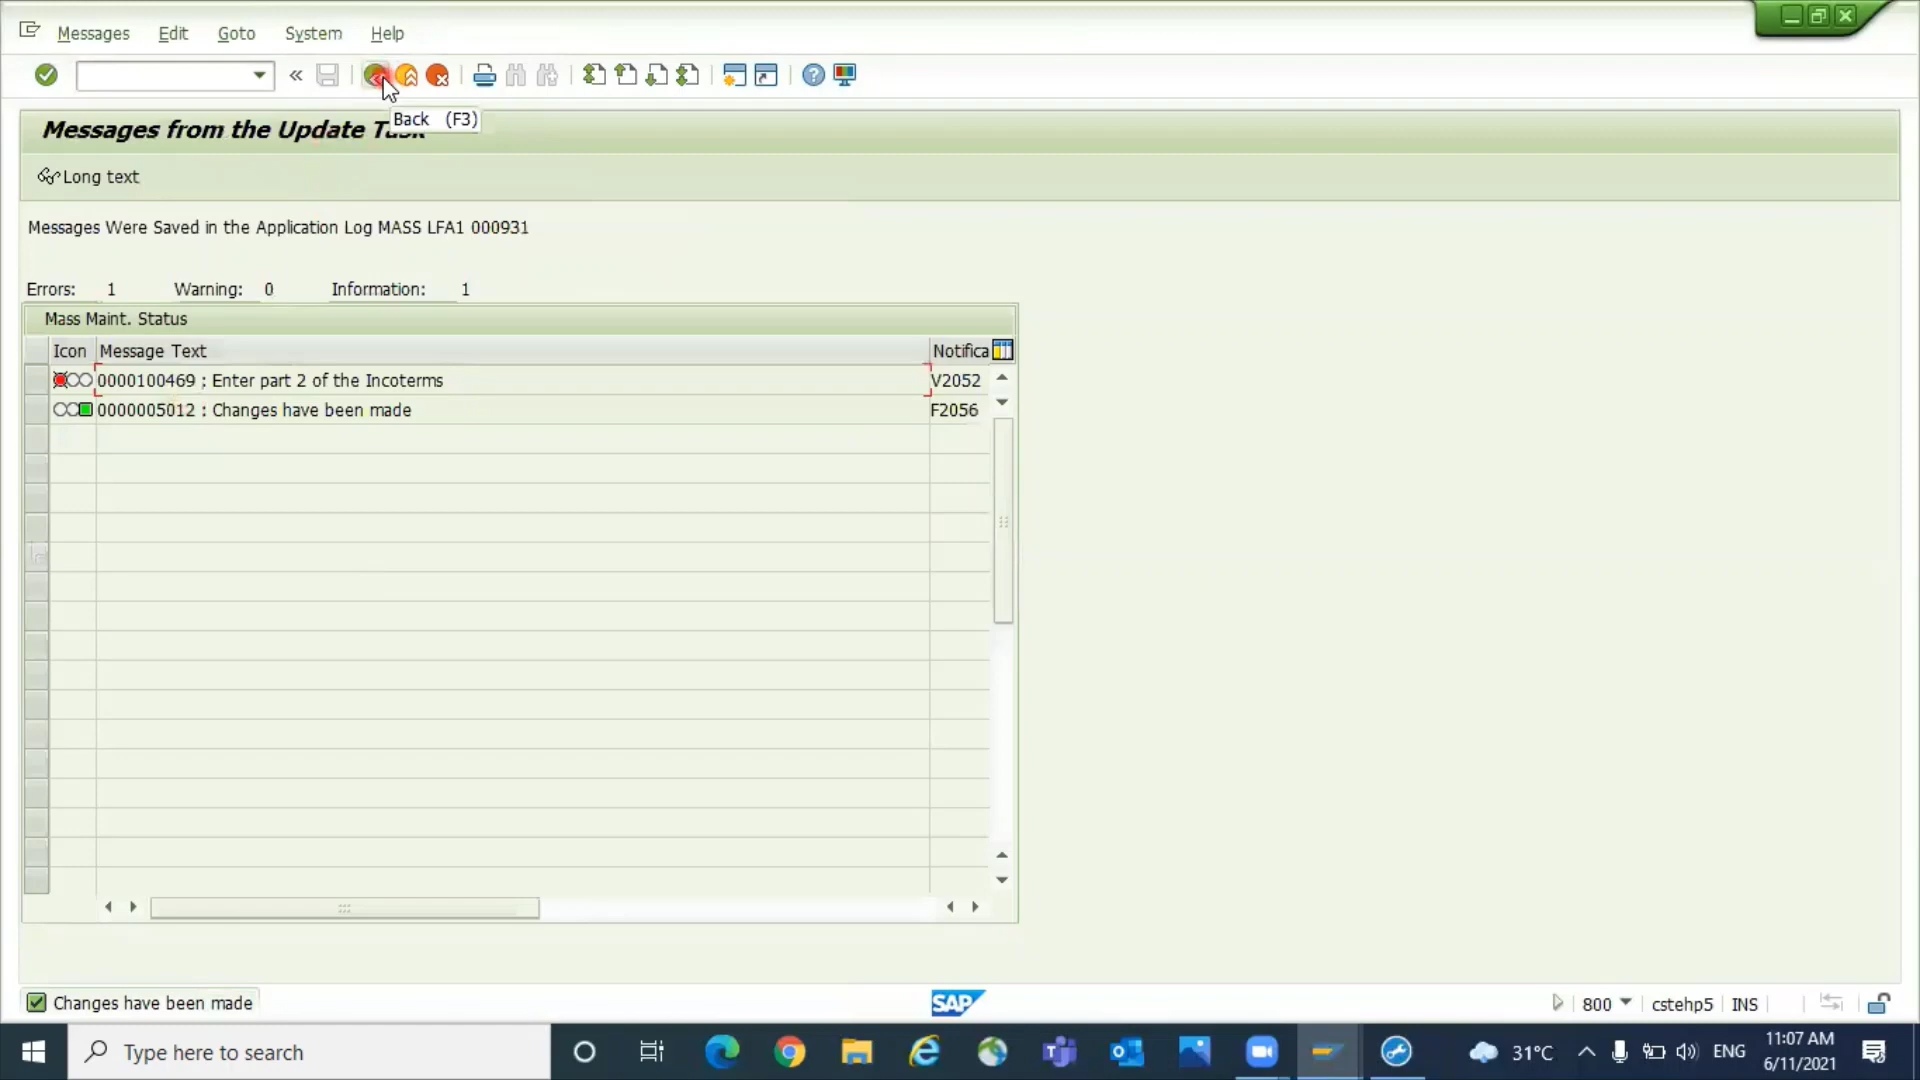 Messages Edit Goto System Help
Back (F3)
Messages from the Update Task
Long text
Messages Were Saved in the Application Log MASS LFA1 000931
Errors: 1 Warning: 0 Information: 1
Mass Maint. Status
Icon Message Text Notifica
0000100469 : Enter part 2 of the Incoterms V2052
0000005012 : Changes have been made F2056
Changes have been made SAP 800 cstehp5 INS
Type here to search 31°C ENG 11:07 AM
6/11/2021